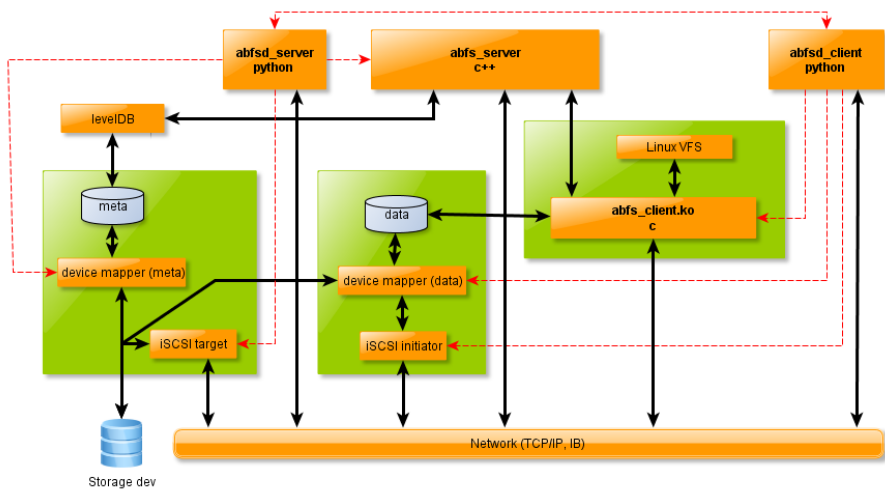 abfsd_server
python
abfs_server
c++
abfsd_client
python
levelDB
Linux VFS
meta
data
abfs_client.ko
c
device mapper (meta)
device mapper (data)
iSCSI target
iSCSI initiator
Network (TCP/IP, IB)
Storage dev